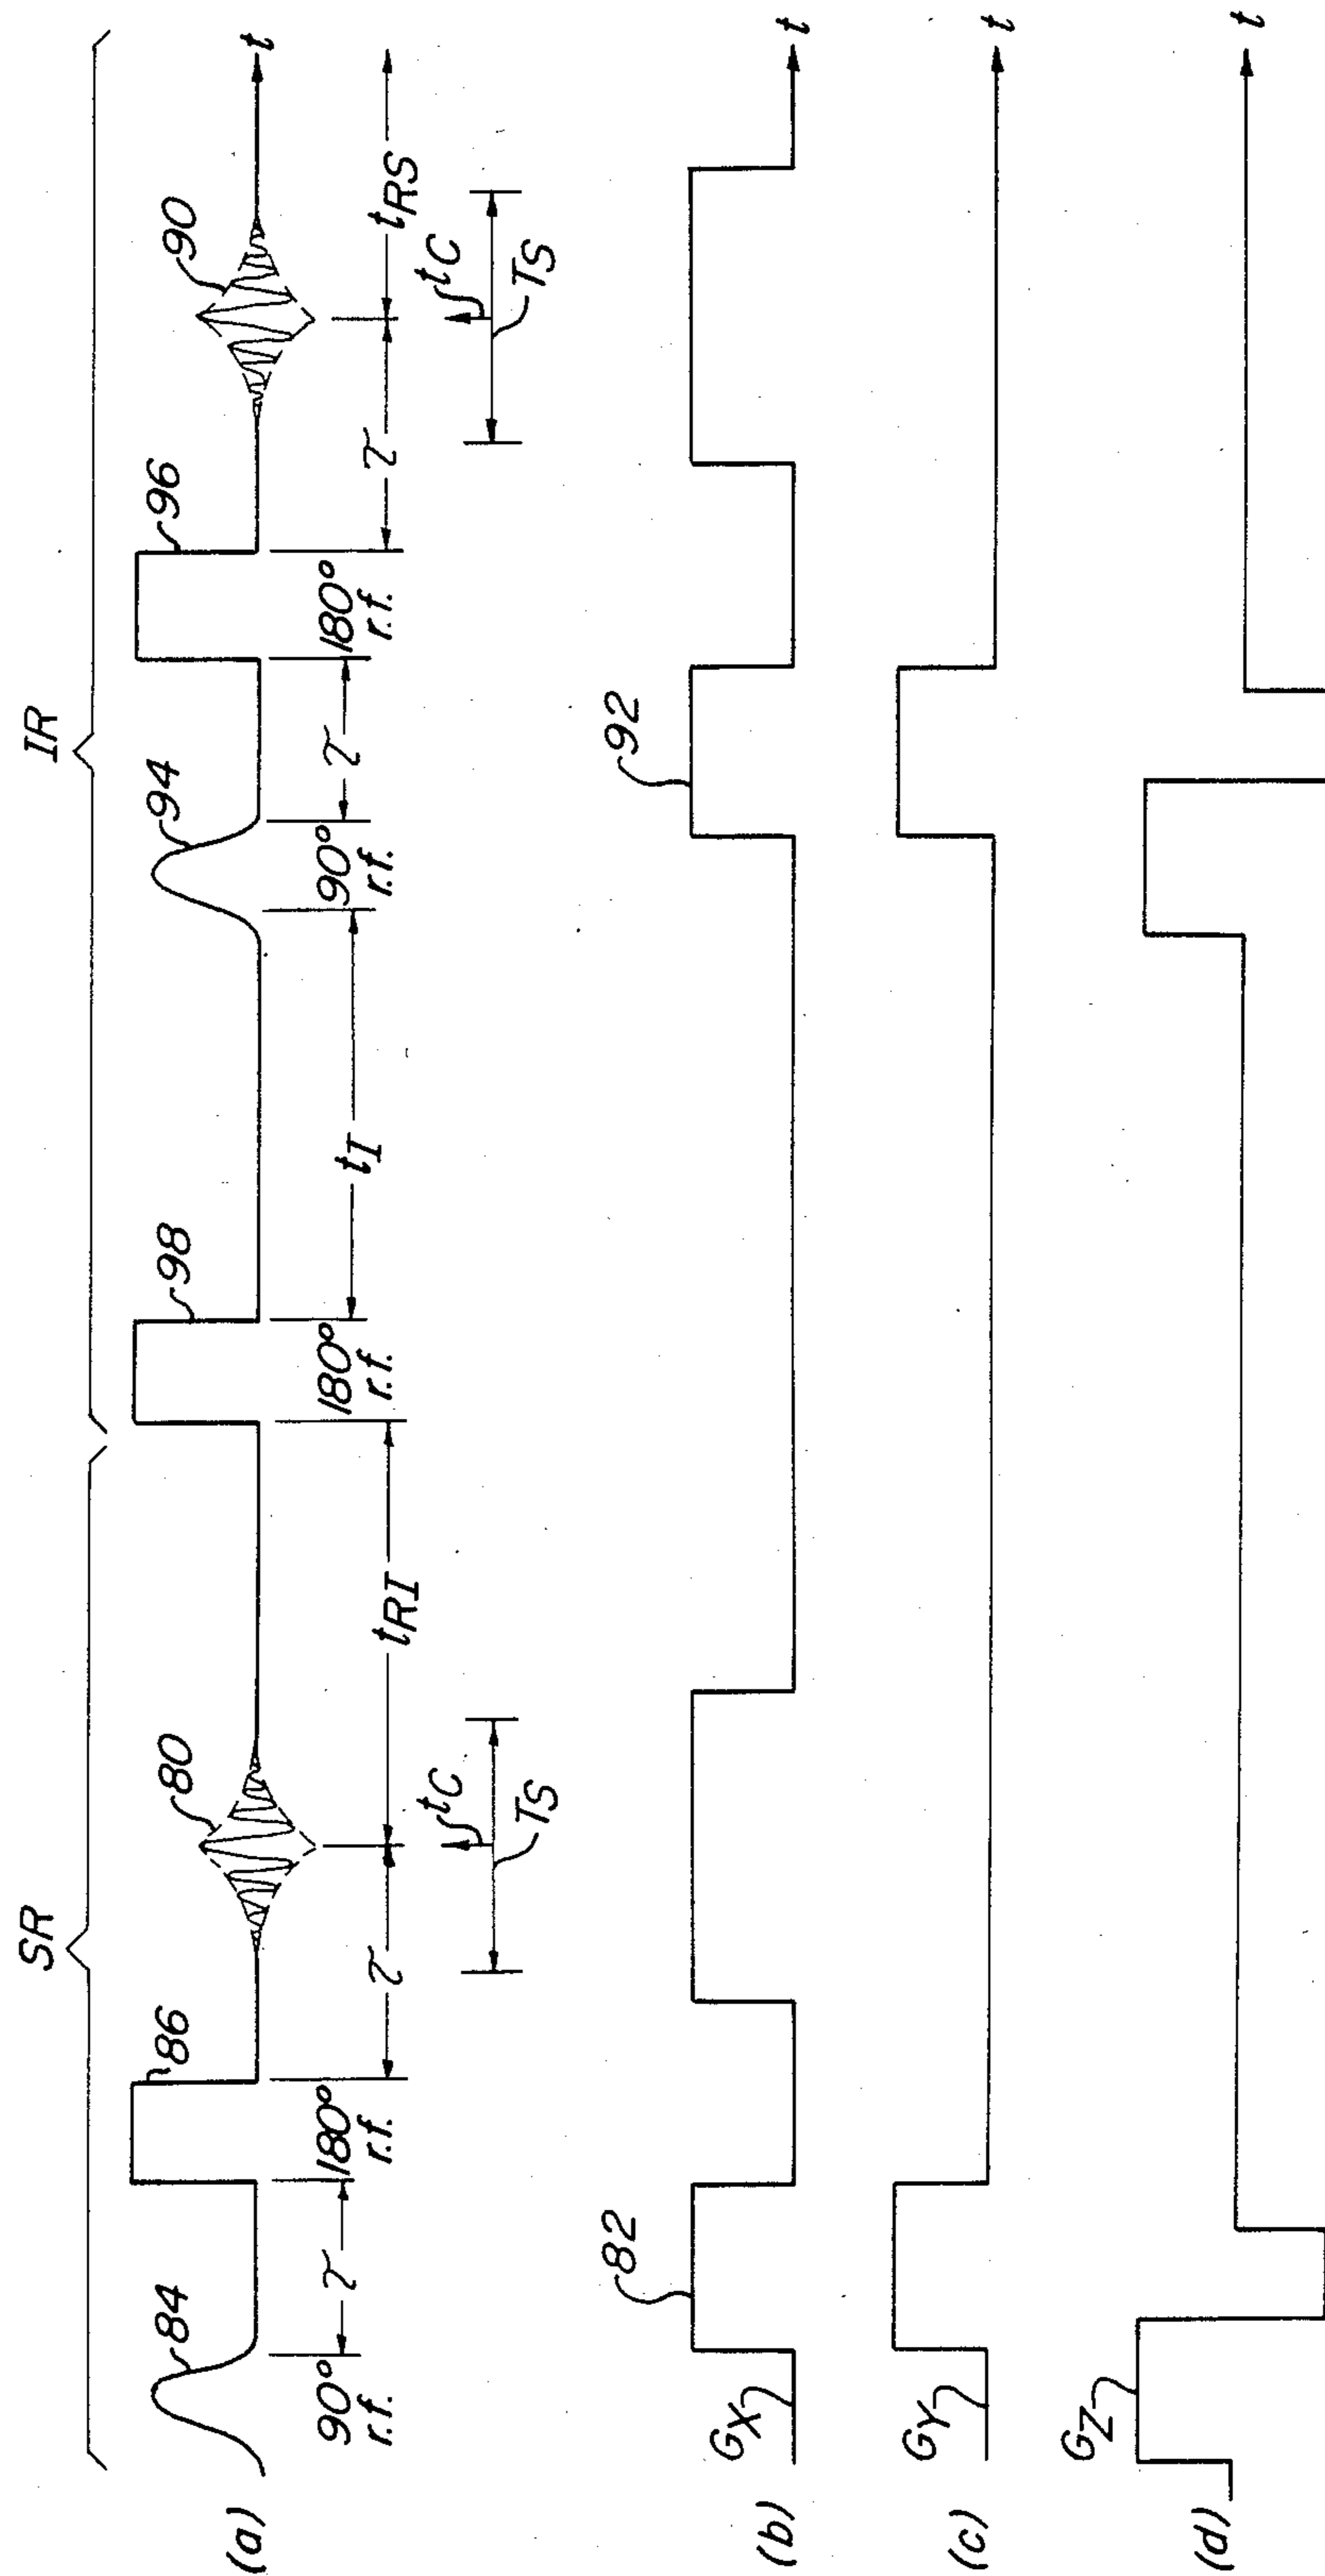 SR IR
84 86 80 98 94 96 90
(a) t
90° r.f. τ 180° r.f. τ tRI 180° r.f. tI 90° r.f. τ 180° r.f. τ tRS
tC tC
TS TS
82 92
(b) GX t
(c) GY t
(d) GZ t